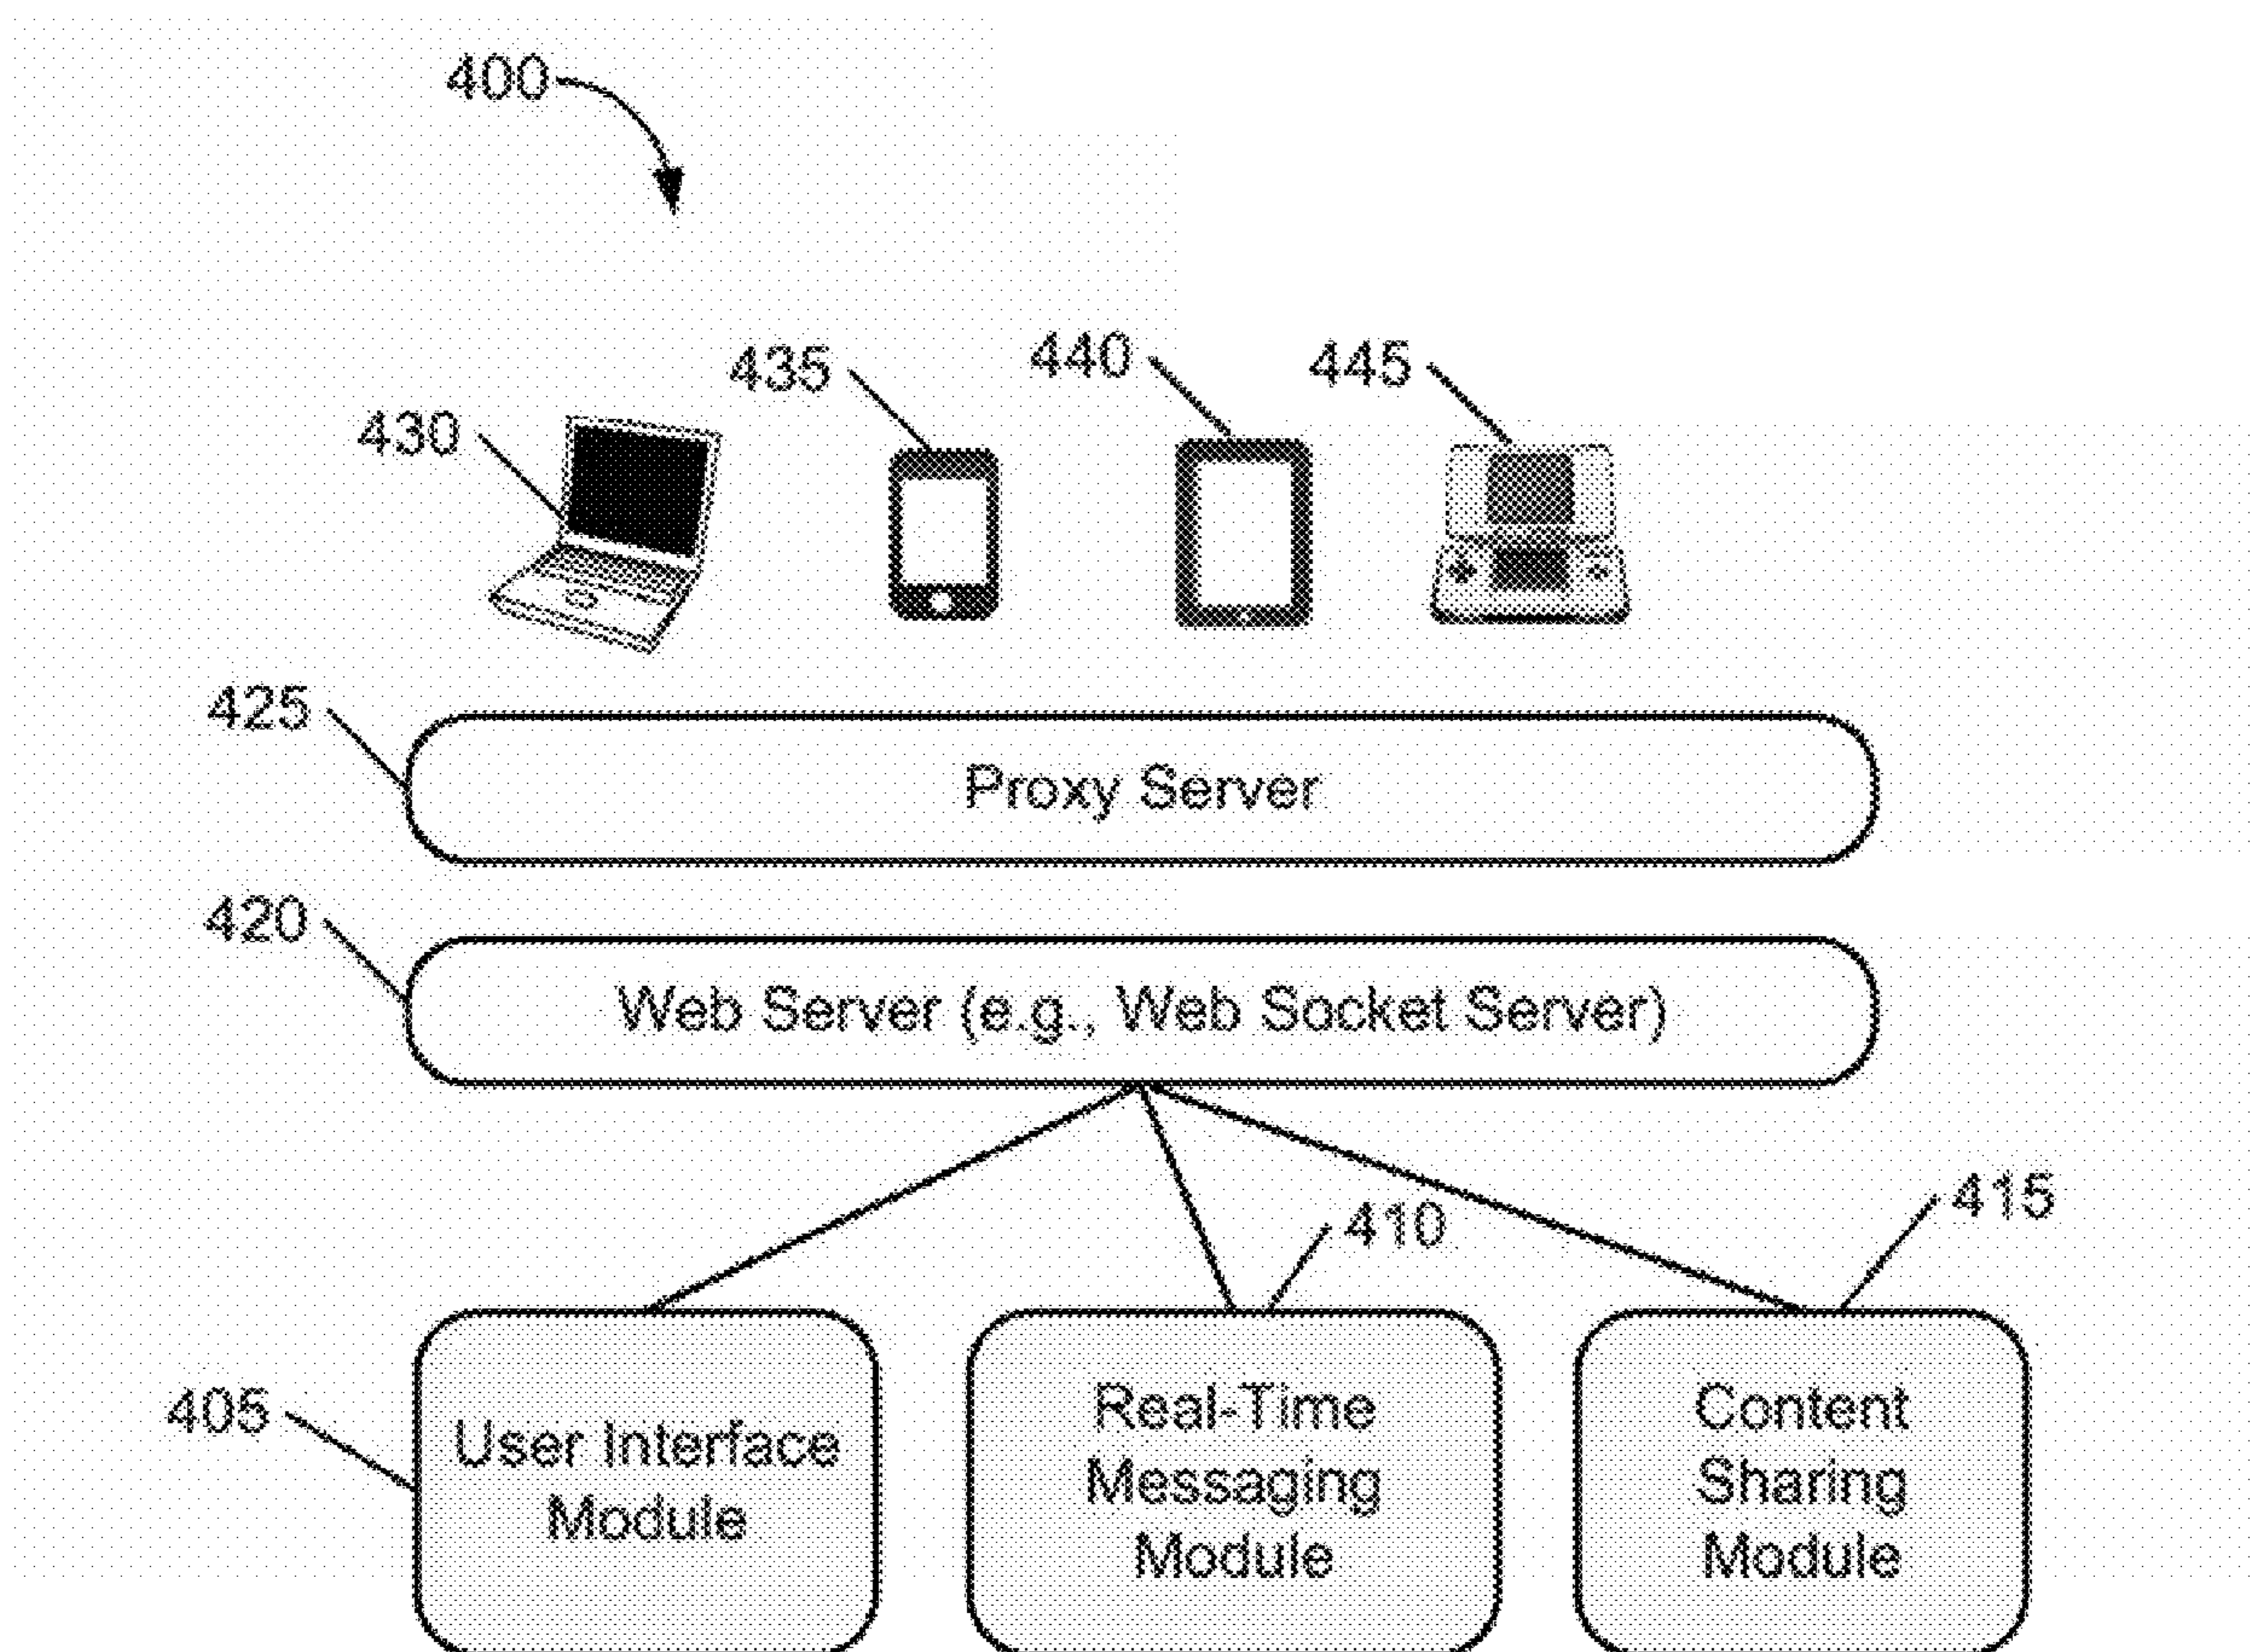 400
435
440
445
430
425
Proxy Server
420
Web Server (e.g., Web Socket Server)
410
415
405
User Interface
Module
Real-Time
Messaging
Module
Content
Sharing
Module